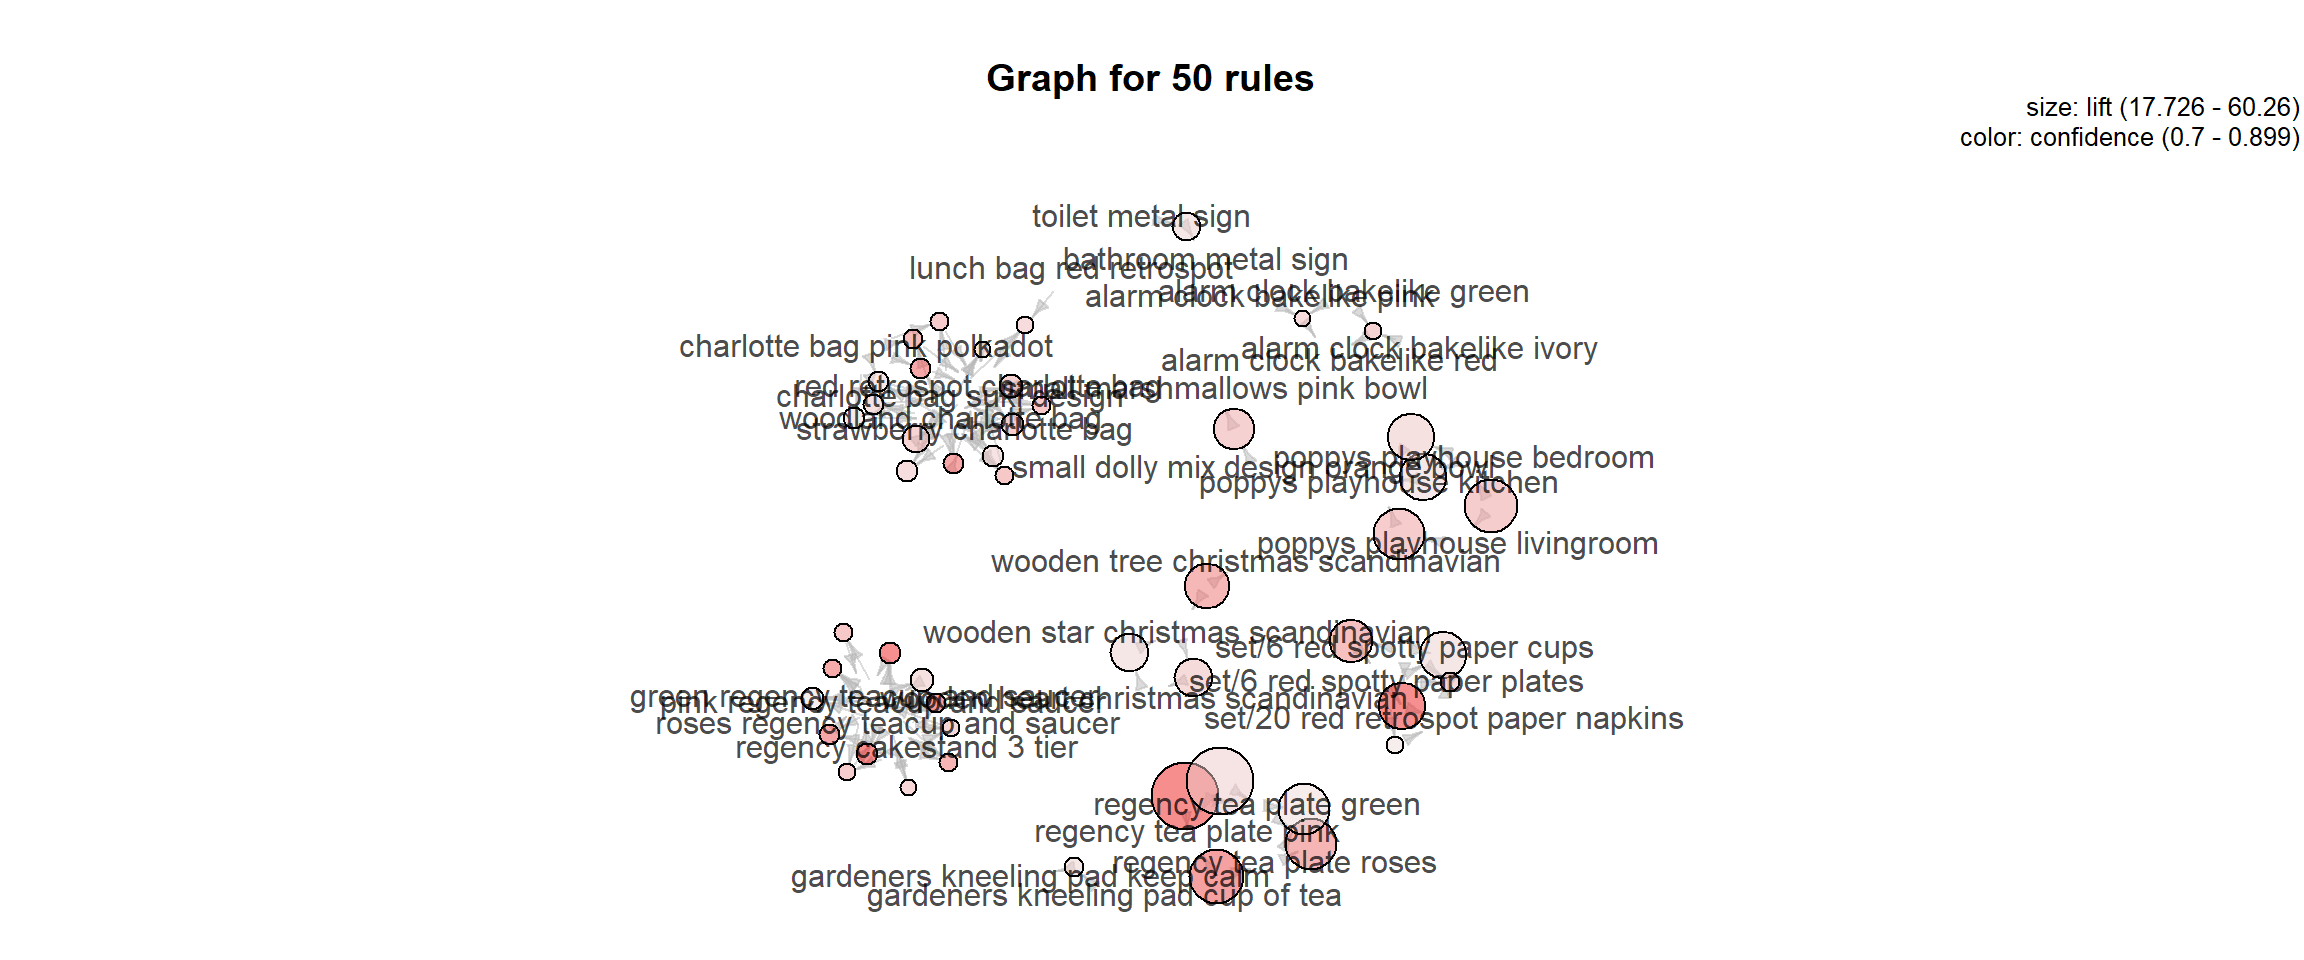 Graph for 50 rules
size: lift (17.726 - 60.26)
color: confidence (0.7 - 0.899)
toilet metal sign
bathroom metal sign
lunch bag red retrospot
alarm clock bakelike green
alarm clock bakelike pink
charlotte bag pink polkadot
alarm clock bakelike ivory
alarm clock bakelike red
red retrospot charlotte bag
small marshmallows pink bowl
charlotte bag suki design
woodland charlotte bag
strawberry charlotte bag
poppys playhouse bedroom
small dolly mix design orange bowl
poppys playhouse kitchen
poppys playhouse livingroom
wooden tree christmas scandinavian
wooden star christmas scandinavian
set/6 red spotty paper cups
set/6 red spotty paper plates
green regency teacup and saucer
wooden heart christmas scandinavian
pink regency teacup and saucer
set/20 red retrospot paper napkins
roses regency teacup and saucer
regency cakestand 3 tier
regency tea plate green
regency tea plate pink
regency tea plate roses
gardeners kneeling pad keep calm
gardeners kneeling pad cup of tea